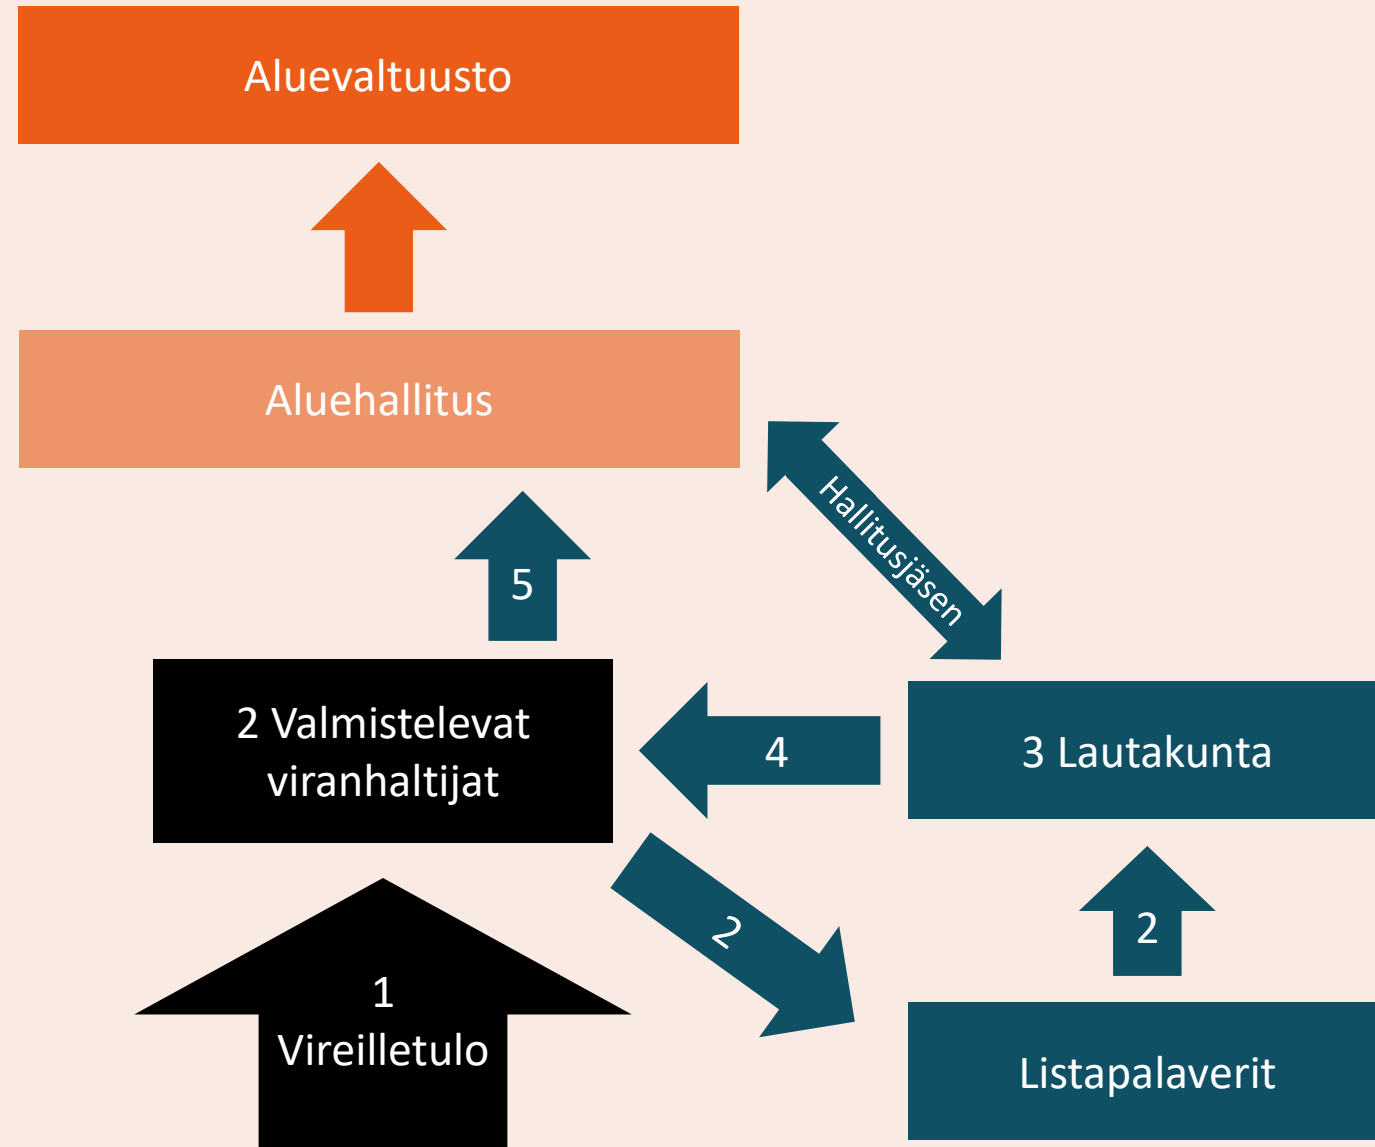 Aluevaltuusto
Aluehallitus
Hallitusjäsen
5
2 Valmistelevat
viranhaltijat
4
3 Lautakunta
2
2
1
Vireilletulo
Listapalaverit